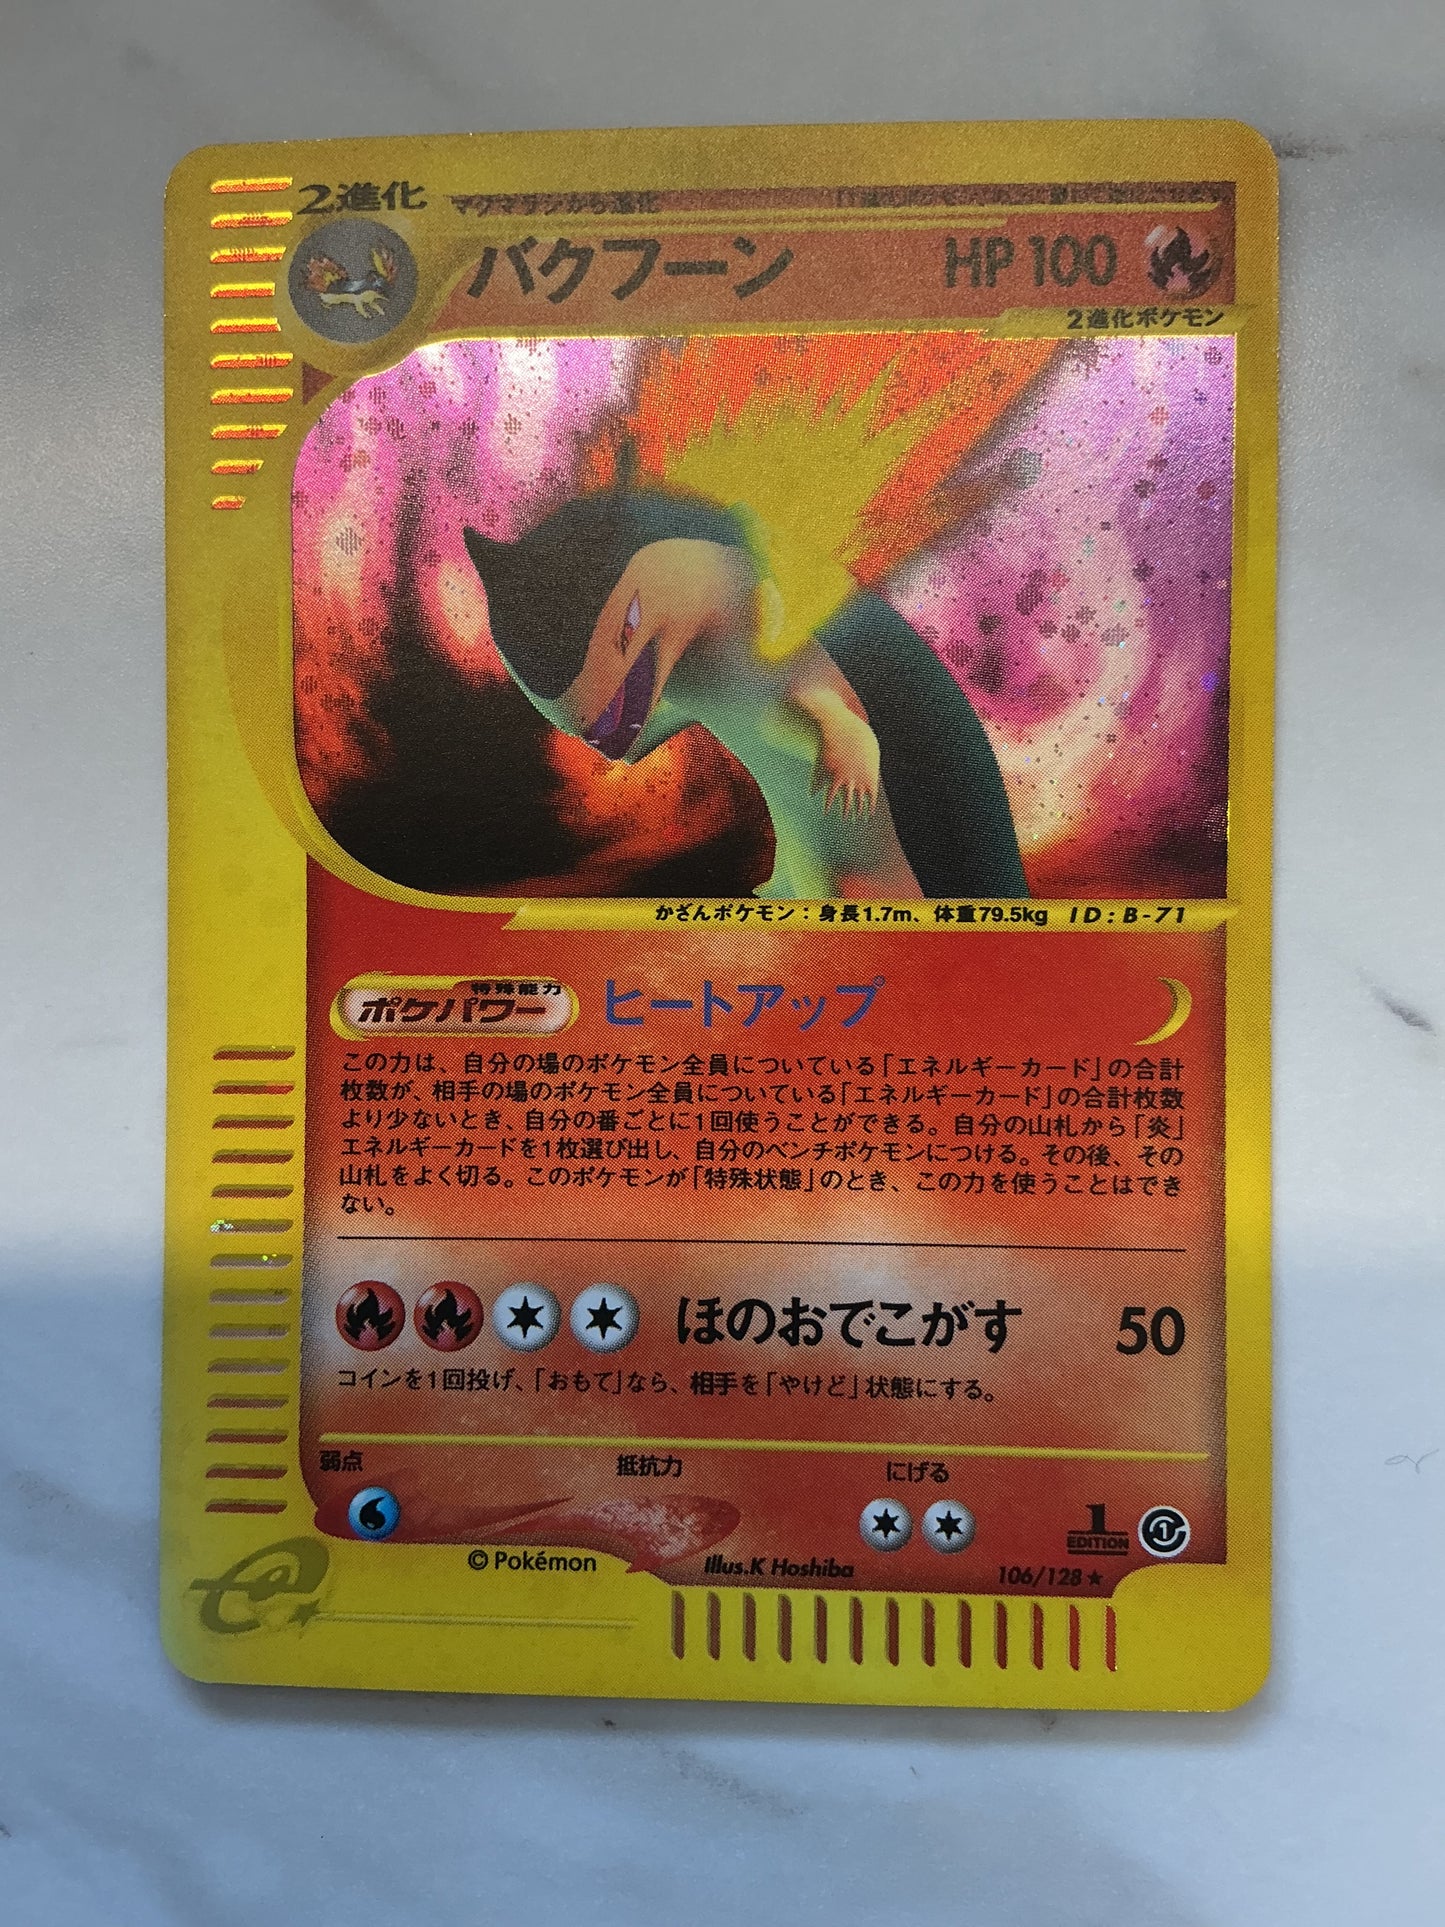 2進化 マグマラシから進化
バクフーン HP100
2進化ポケモン
かざんポケモン：身長1.7m、体重79.5kg ID:B-71
特殊能力
ポケパワー ヒートアップ
この力は、自分の場のポケモン全員についている「エネルギーカード」の合計
枚数が、相手の場のポケモン全員についている「エネルギーカード」の合計枚数
より少ないとき、自分の番ごとに1回使うことができる。自分の山札から「炎」
エネルギーカードを1枚選び出し、自分のベンチポケモンにつける。その後、その
山札をよく切る。このポケモンが「特殊状態」のとき、この力を使うことはでき
ない。
ほのおでこがす 50
コインを1回投げ、「おもて」なら、相手を「やけど」状態にする。
弱点 抵抗力 にげる
1 EDITION
© Pokémon Illus.K Hoshiba 106/128★